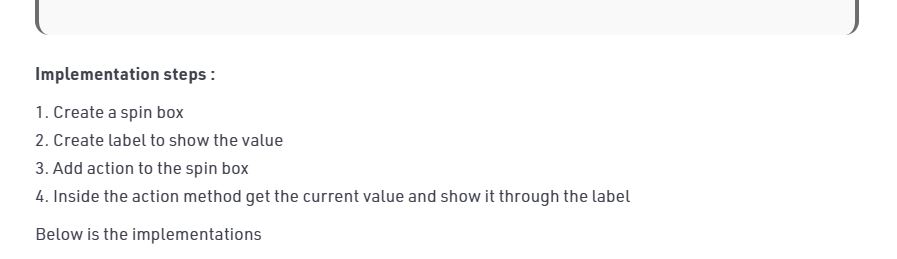 Implementation steps :
1. Create a spin box
2. Create label to show the value
3. Add action to the spin box
4. Inside the action method get the current value and show it through the label
Below is the implementations